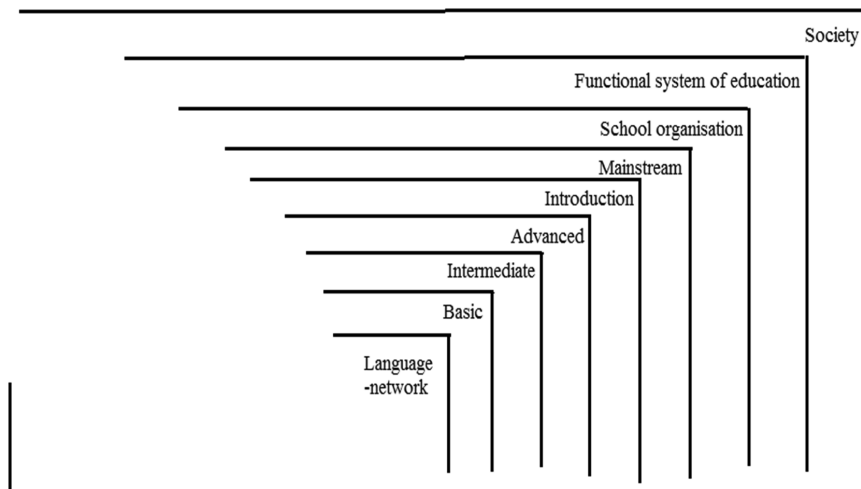 Society
Functional system of education
School organisation
Mainstream
Introduction
Advanced
Intermediate
Basic
Language
-network